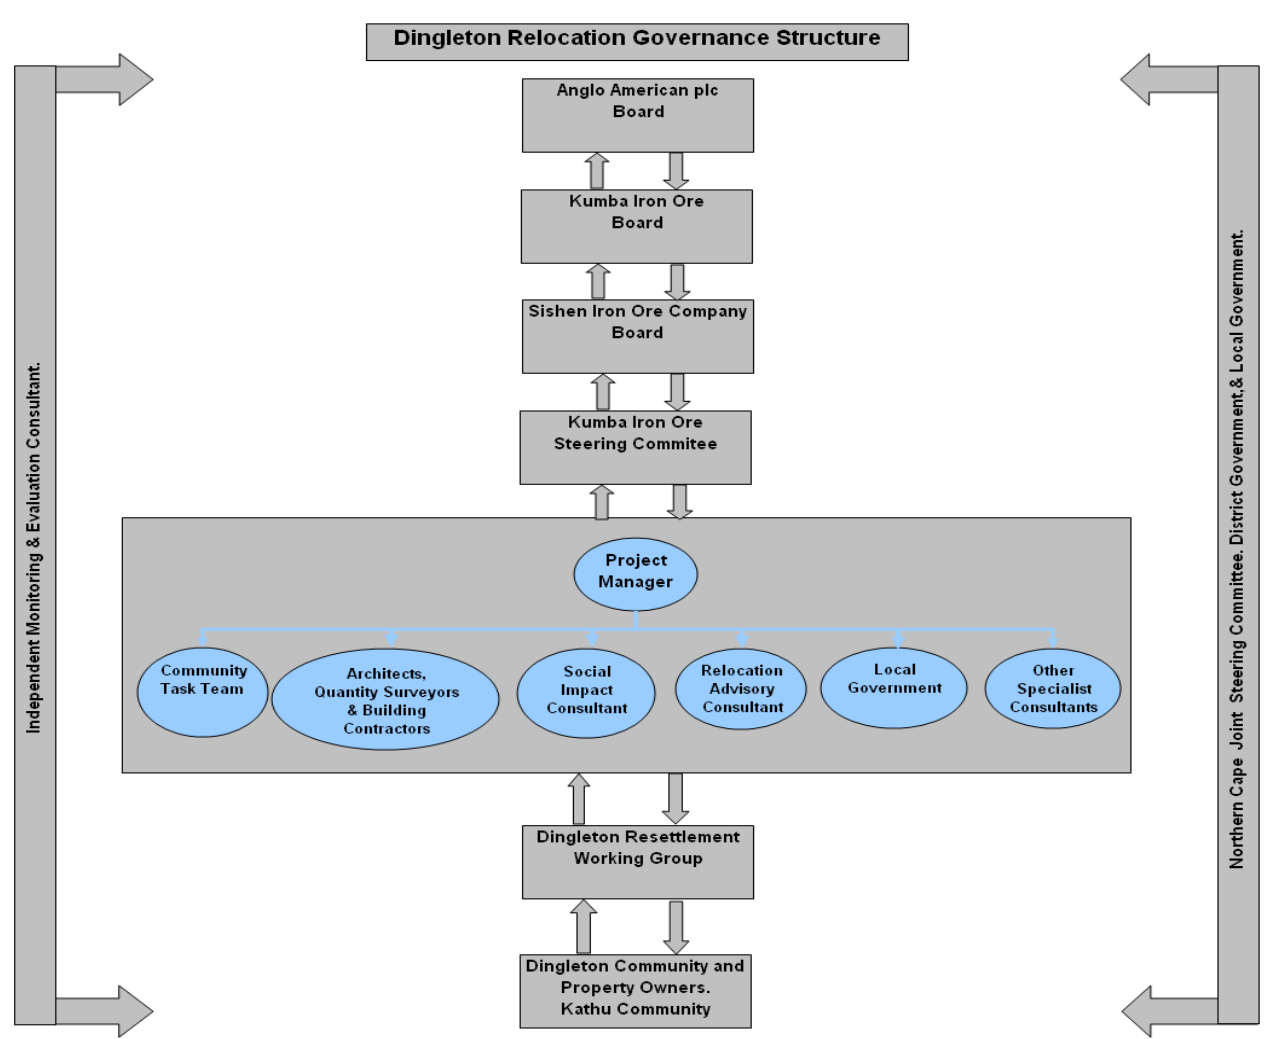 Dingleton Relocation Governance Structure
Anglo American plc
Board
Kumba Iron Ore
Board
Sishen Iron Ore Company
Board
Kumba Iron Ore
Steering Commitee
Project
Manager
Community
Task Team
Architects,
Quantity Surveyors
& Building
Contractors
Social
Impact
Consultant
Relocation
Advisory
Consultant
Local
Government
Other
Specialist
Consultants
Dingleton Resettlement
Working Group
Dingleton Community and
Property Owners.
Kathu Community
Independent Monitoring & Evaluation Consultant.
Northern Cape Joint Steering Committee. District Government,& Local Government.